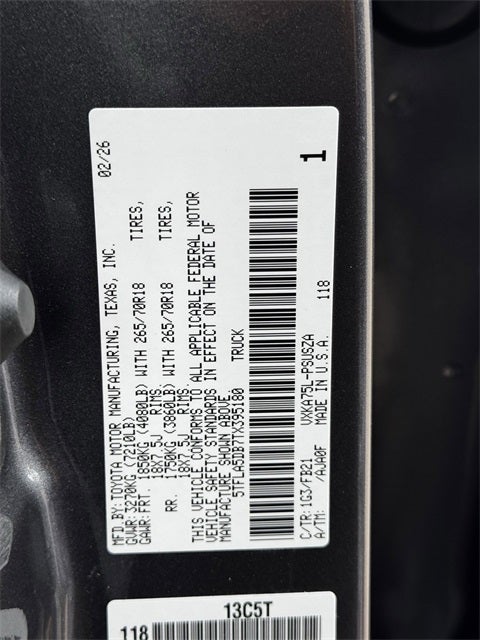 MFD.BY:TOYOTA MOTOR MANUFACTURING, TEXAS, INC. 02/26
GVWR:3270KG (7210LB)
GAWR:FRT. 1850KG (4080LB) WITH 265/70R18 TIRES,
18X7.5J RIMS
RR. 1750KG (3860LB) WITH 265/70R18 TIRES,
18X7.5J RIMS
THIS VEHICLE CONFORMS TO ALL APPLICABLE FEDERAL MOTOR
VEHICLE SAFETY STANDARDS IN EFFECT ON THE DATE OF
MANUFACTURE SHOWN ABOVE.
5TFLA5DB7TX395180 TRUCK
C/TR:1G3/FB21 VXKA75L-PSUSZA
A/TM: /AJA0F MADE IN U.S.A. 118
1
13C5T
118